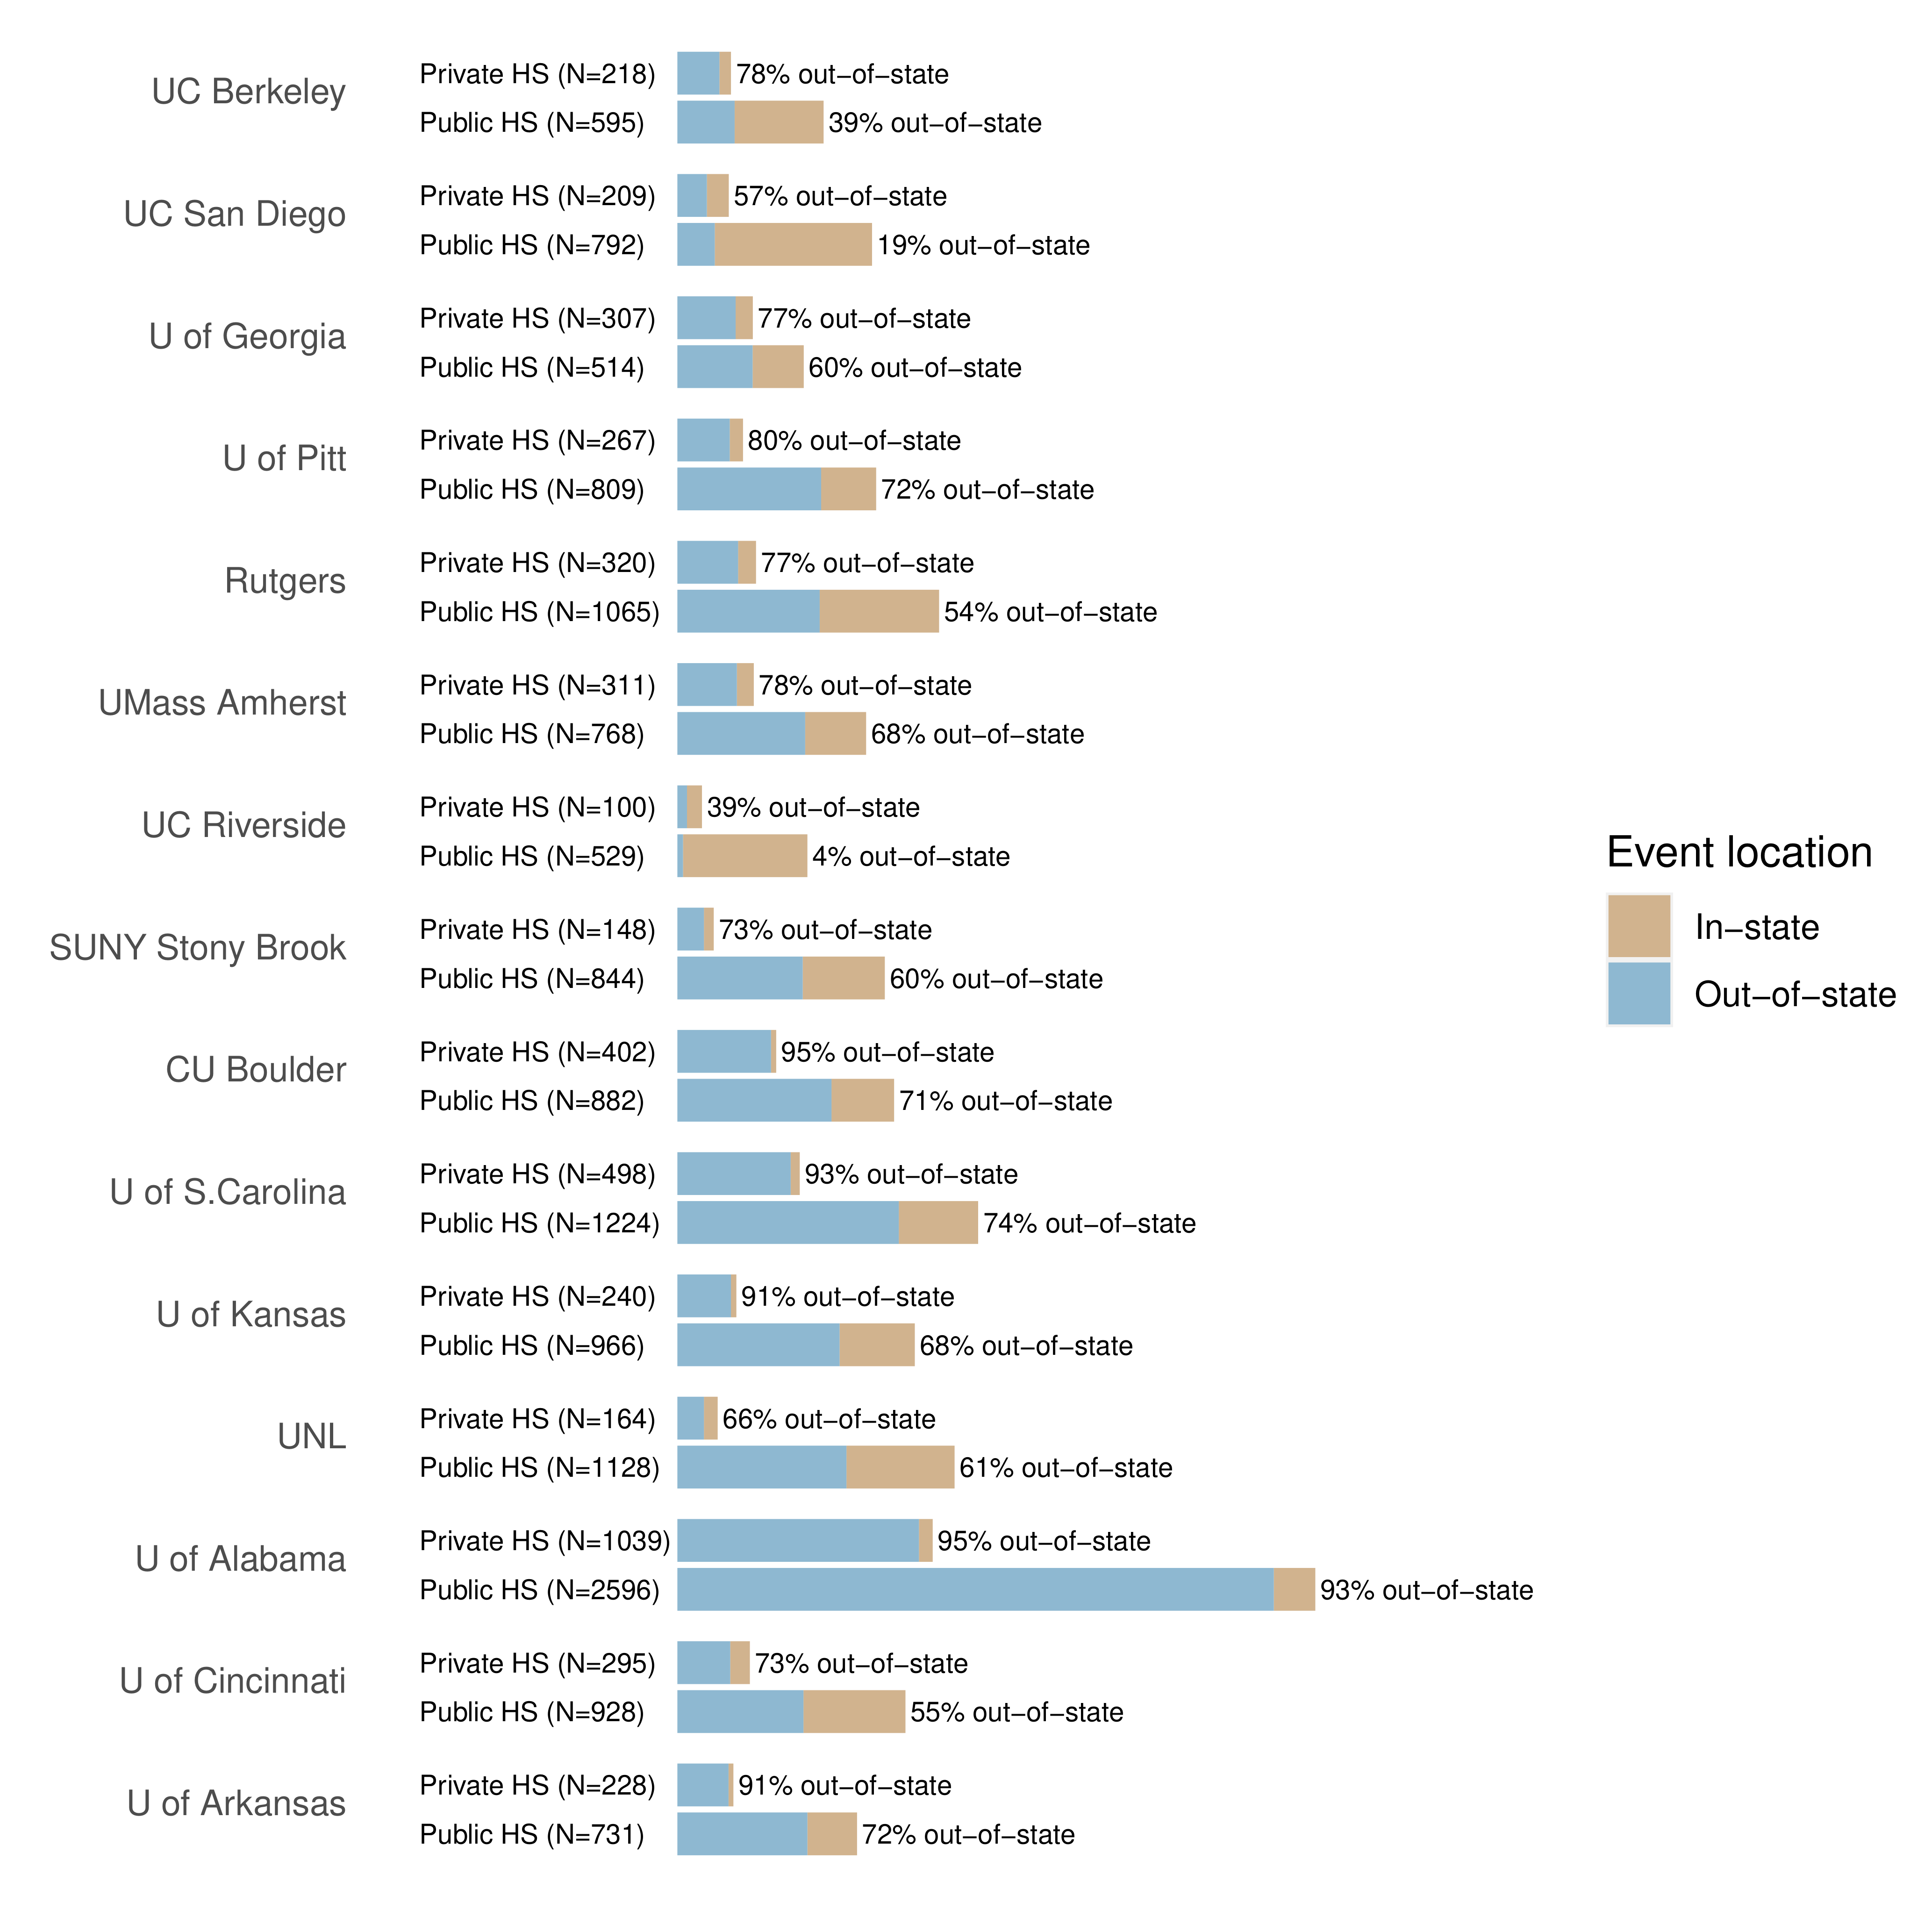 UC Berkeley
Private HS (N=218) 78% out−of−state
Public HS (N=595) 39% out−of−state
UC San Diego
Private HS (N=209) 57% out−of−state
Public HS (N=792) 19% out−of−state
U of Georgia
Private HS (N=307) 77% out−of−state
Public HS (N=514) 60% out−of−state
U of Pitt
Private HS (N=267) 80% out−of−state
Public HS (N=809) 72% out−of−state
Rutgers
Private HS (N=320) 77% out−of−state
Public HS (N=1065) 54% out−of−state
UMass Amherst
Private HS (N=311) 78% out−of−state
Public HS (N=768) 68% out−of−state
UC Riverside
Private HS (N=100) 39% out−of−state
Public HS (N=529) 4% out−of−state
SUNY Stony Brook
Private HS (N=148) 73% out−of−state
Public HS (N=844) 60% out−of−state
CU Boulder
Private HS (N=402) 95% out−of−state
Public HS (N=882) 71% out−of−state
U of S.Carolina
Private HS (N=498) 93% out−of−state
Public HS (N=1224) 74% out−of−state
U of Kansas
Private HS (N=240) 91% out−of−state
Public HS (N=966) 68% out−of−state
UNL
Private HS (N=164) 66% out−of−state
Public HS (N=1128) 61% out−of−state
U of Alabama
Private HS (N=1039) 95% out−of−state
Public HS (N=2596) 93% out−of−state
U of Cincinnati
Private HS (N=295) 73% out−of−state
Public HS (N=928) 55% out−of−state
U of Arkansas
Private HS (N=228) 91% out−of−state
Public HS (N=731) 72% out−of−state
Event location
In−state
Out−of−state